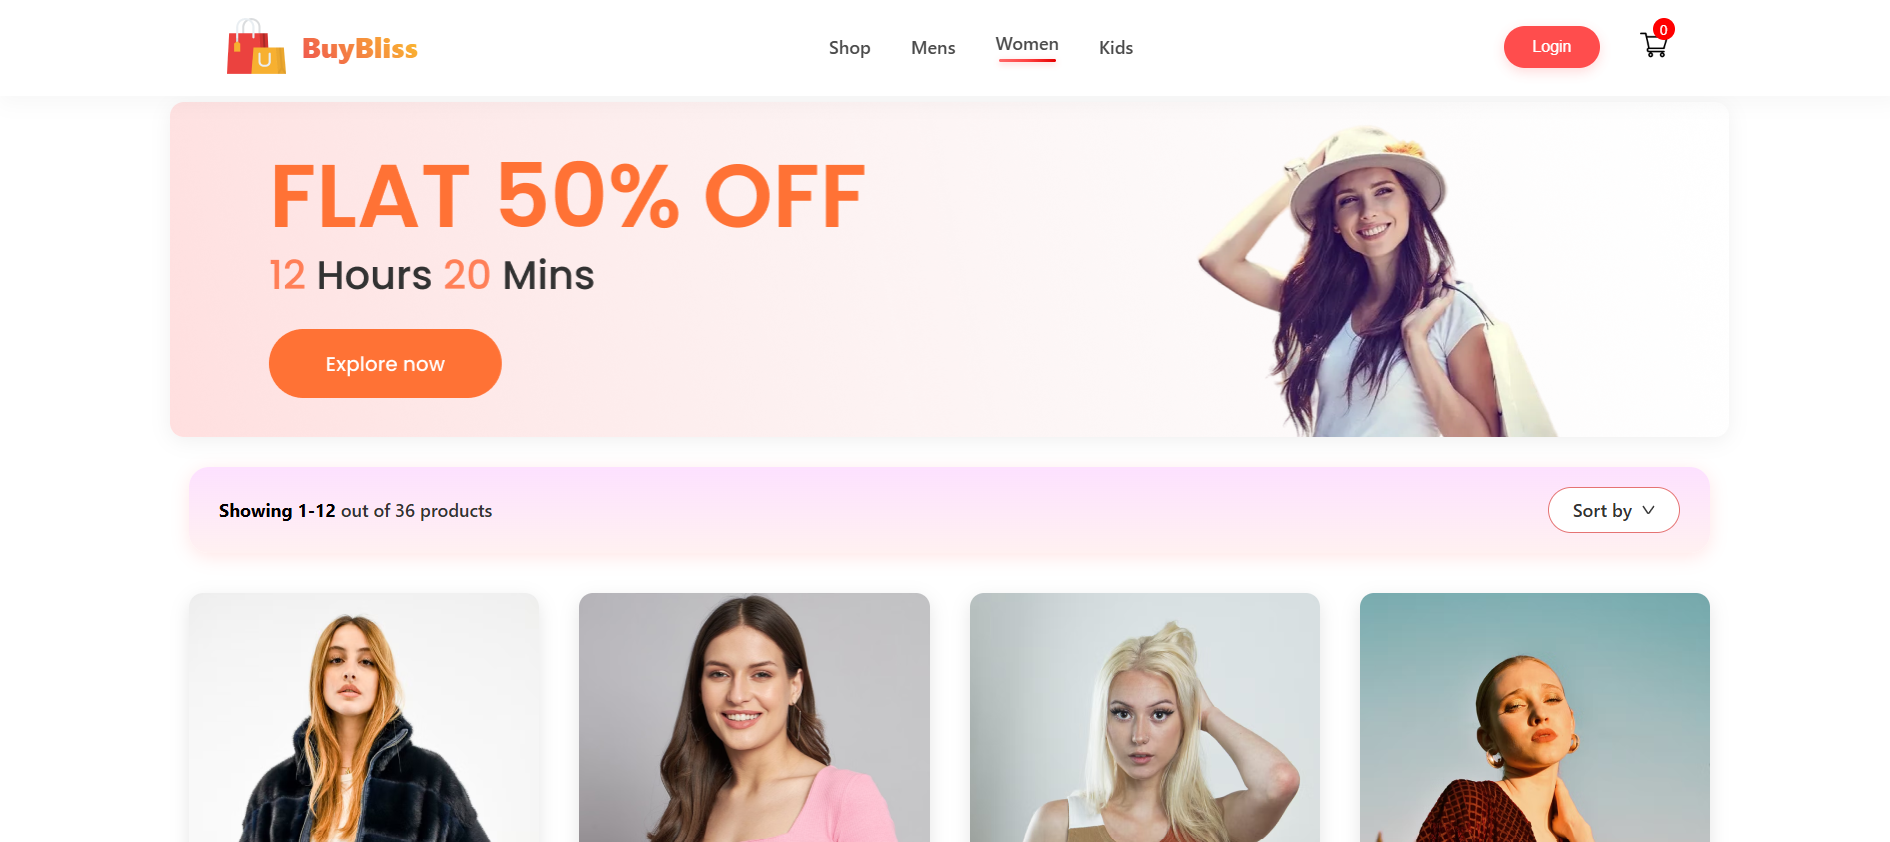 U
BuyBliss
Shop
Mens
Women
Kids
Login
0
FLAT 50% OFF
12 Hours 20 Mins
Explore now
Showing 1-12 out of 36 products
Sort by